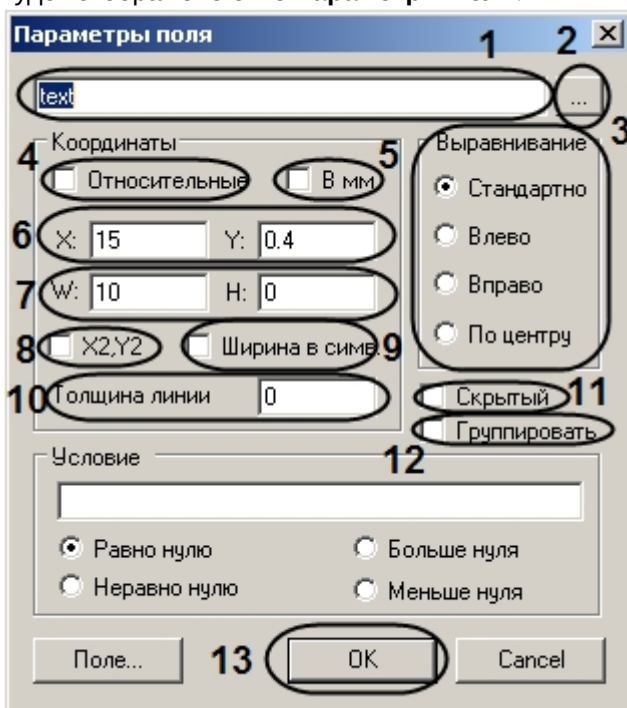 Параметры поля
1 2
text ...
3
Координаты Выравнивание
4 5
Относительные В мм Стандартно
6 X: 15 Y: 0.4 Влево
7 W: 10 H: 0 Вправо
8 X2,Y2 Ширина в симв. 9 По центру
10 Толщина линии 0 Скрытый 11
Группировать
12
Условие
Равно нулю Больше нуля
Неравно нулю Меньше нуля
Поле... 13 OK Cancel